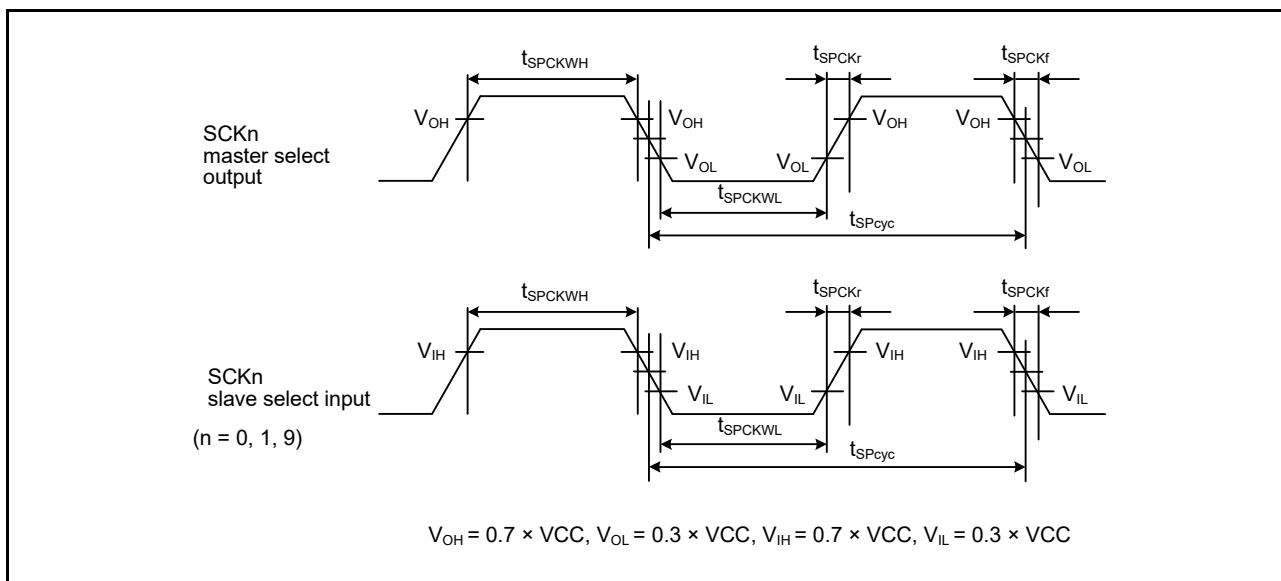 tSPCKWH
tSPCKr
tSPCKf
SCKn
master select
output
VOH
VOH
VOL
VOL
VOH
VOH
VOL
tSPCKWL
tSPcyc
tSPCKWH
tSPCKr
tSPCKf
SCKn
slave select input
(n = 0, 1, 9)
VIH
VIH
VIL
VIL
VIH
VIH
VIL
tSPCKWL
tSPcyc
VOH = 0.7 × VCC, VOL = 0.3 × VCC, VIH = 0.7 × VCC, VIL = 0.3 × VCC